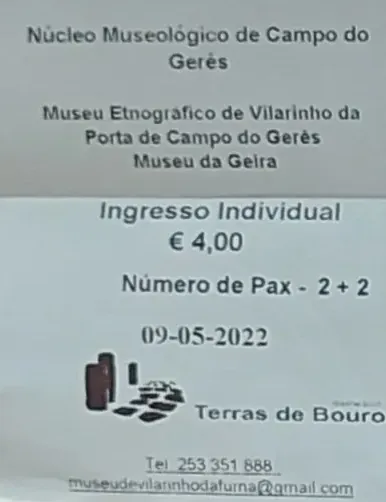 Núcleo Museológico de Campo do
Gerês
Museu Etnográfico de Vilarinho da
Porta de Campo do Gerês
Museu da Geira
Ingresso Individual
€ 4,00
Número de Pax - 2 + 2
09-05-2022
Terras de Bouro
Tel. 253 351 888
museudevilarinhodafurna@gmail.com